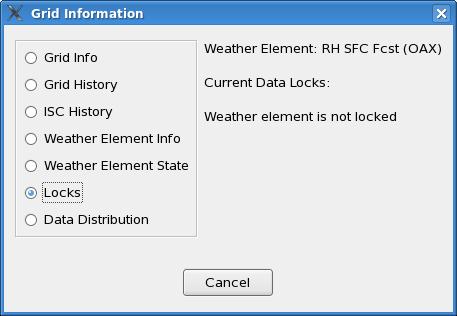 Grid Information
Grid Info
Grid History
ISC History
Weather Element Info
Weather Element State
Locks
Data Distribution
Weather Element: RH SFC Fcst (OAX)
Current Data Locks:
Weather element is not locked
Cancel